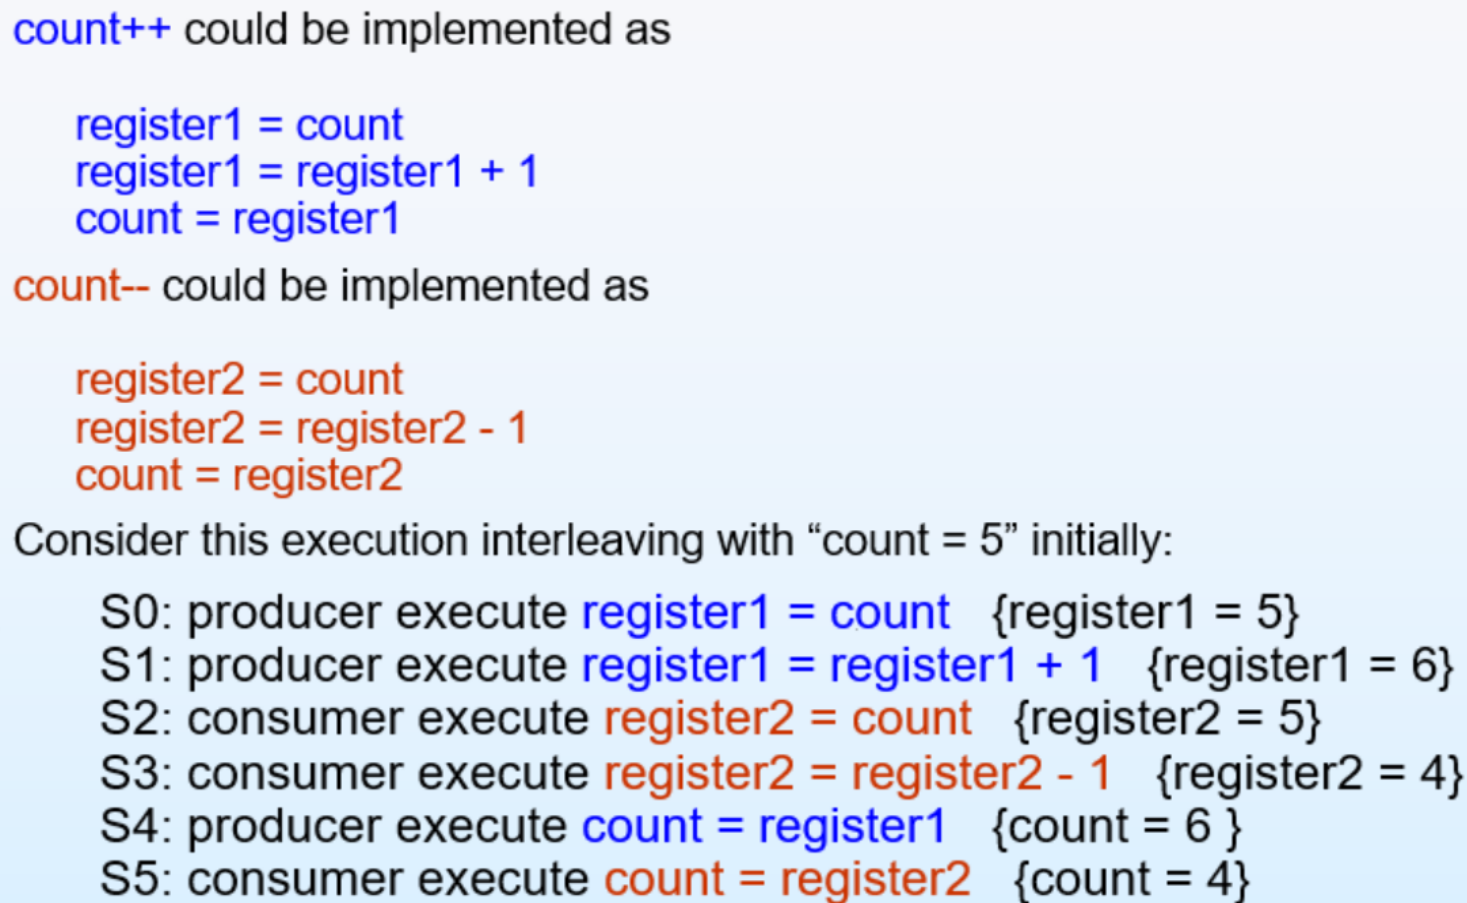 count++ could be implemented as
register1 = count
register1 = register1 + 1
count = register1
count-- could be implemented as
register2 = count
register2 = register2 - 1
count = register2
Consider this execution interleaving with “count = 5” initially:
S0: producer execute register1 = count {register1 = 5}
S1: producer execute register1 = register1 + 1 {register1 = 6}
S2: consumer execute register2 = count {register2 = 5}
S3: consumer execute register2 = register2 - 1 {register2 = 4}
S4: producer execute count = register1 {count = 6 }
S5: consumer execute count = register2 {count = 4}